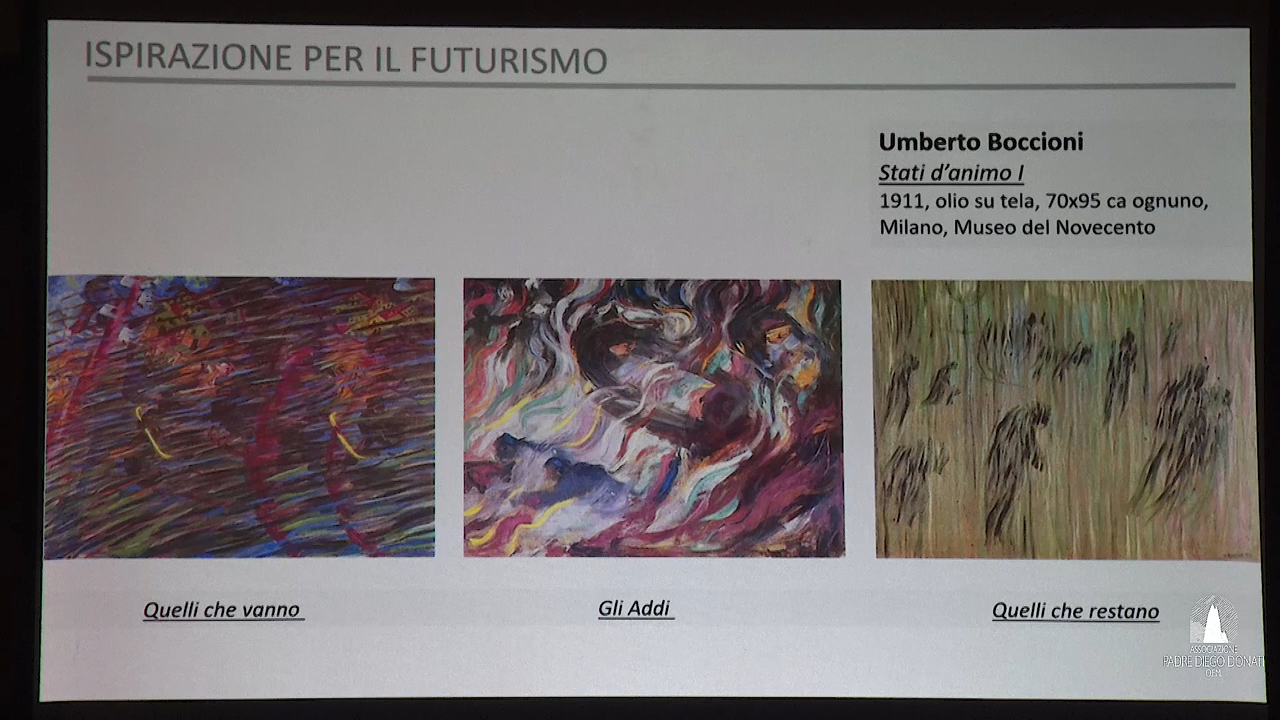 ISPIRAZIONE PER IL FUTURISMO
Umberto Boccioni
Stati d'animo I
1911, olio su tela, 70x95 ca ognuno,
Milano, Museo del Novecento
Quelli che vanno
Gli Addi
Quelli che restano
ASSOCIAZIONE
PADRE DIEGO DONATI